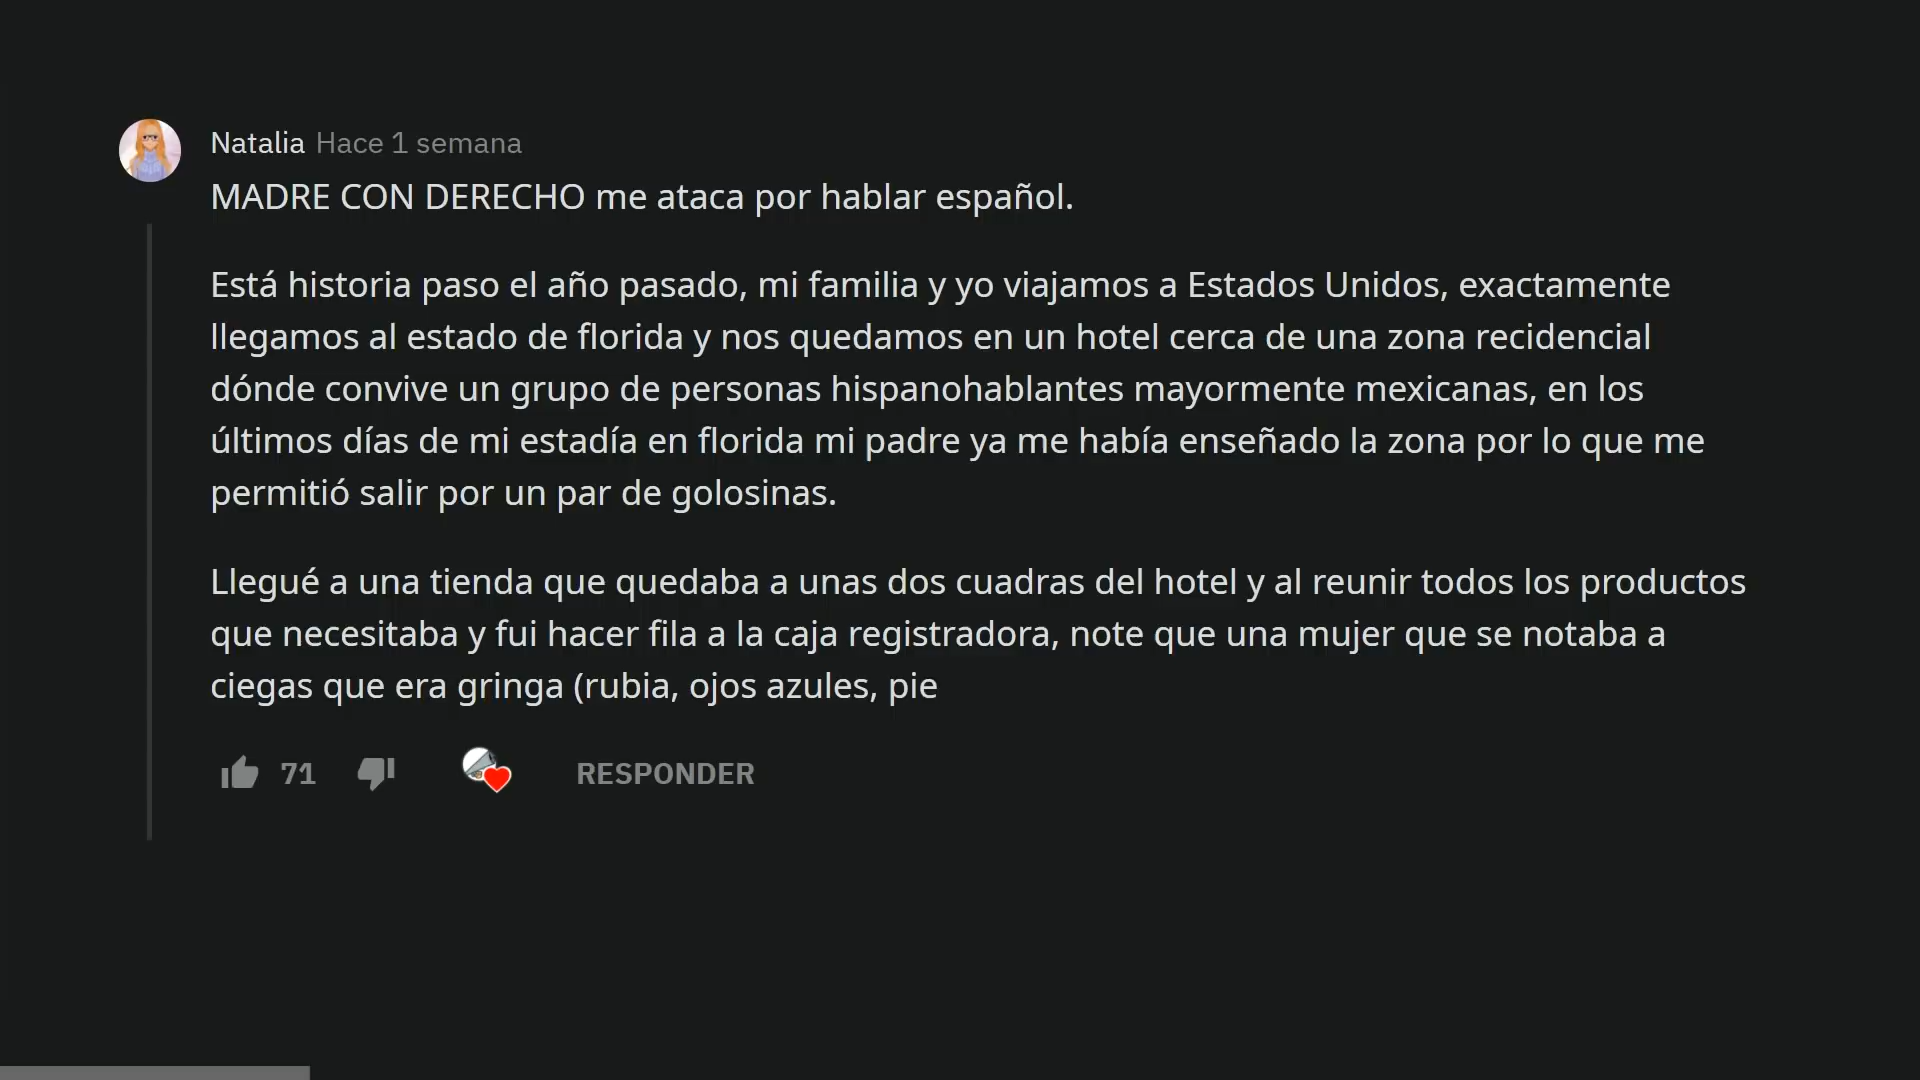 Natalia Hace 1 semana
MADRE CON DERECHO me ataca por hablar español.
Está historia paso el año pasado, mi familia y yo viajamos a Estados Unidos, exactamente
llegamos al estado de florida y nos quedamos en un hotel cerca de una zona recidencial
dónde convive un grupo de personas hispanohablantes mayormente mexicanas, en los
últimos días de mi estadía en florida mi padre ya me había enseñado la zona por lo que me
permitió salir por un par de golosinas.
Llegué a una tienda que quedaba a unas dos cuadras del hotel y al reunir todos los productos
que necesitaba y fui hacer fila a la caja registradora, note que una mujer que se notaba a
ciegas que era gringa (rubia, ojos azules, pie
71 RESPONDER